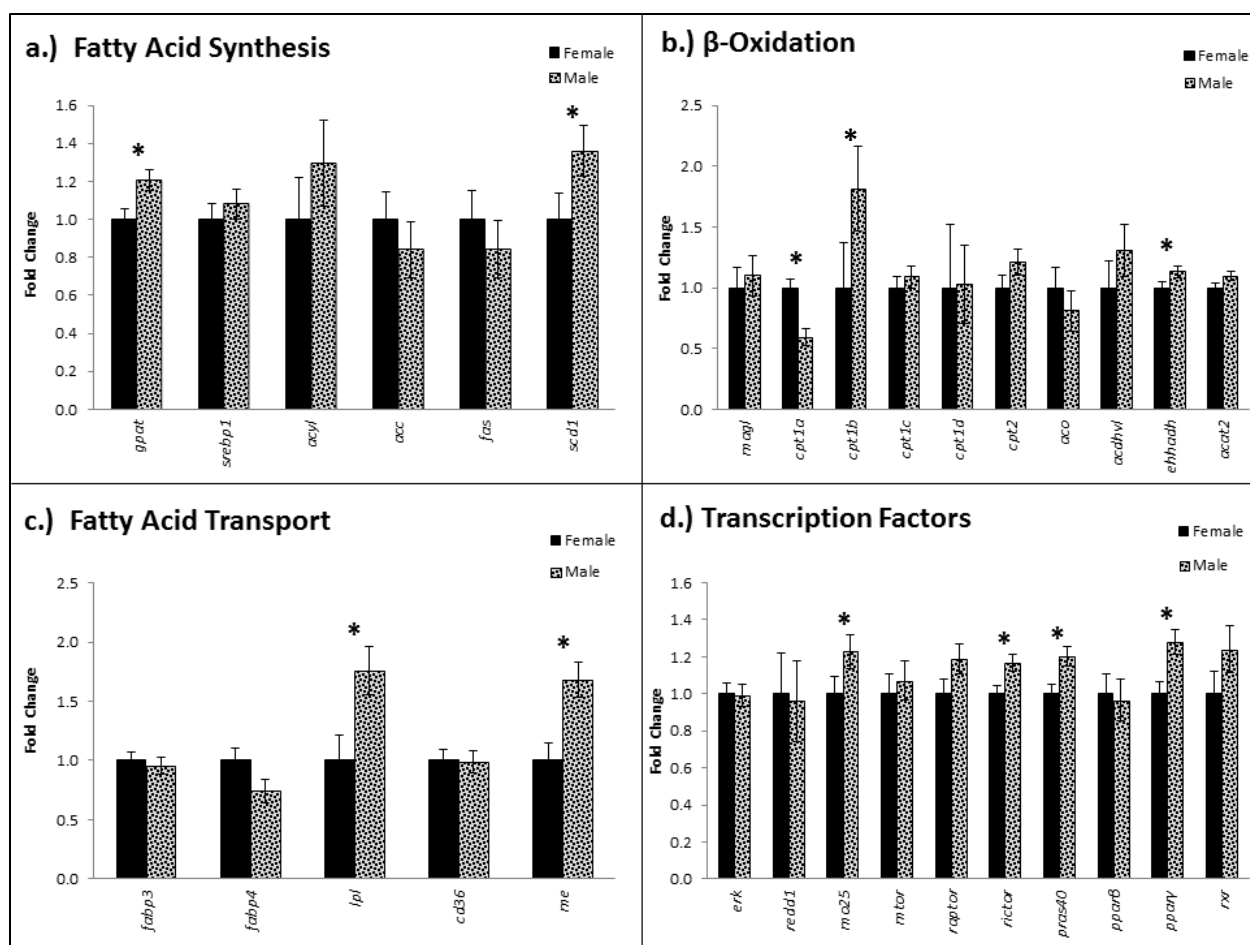 a.) Fatty Acid Synthesis
Female
Male
Fold Change
1.6
1.4
1.2
1.0
0.8
0.6
0.4
0.2
0.0
*
*
gpat
srebp1
acyl
acc
fas
scd1
b.) β-Oxidation
Female
Male
Fold Change
2.5
2.0
1.5
1.0
0.5
0.0
*
*
*
magl
cpt1a
cpt1b
cpt1c
cpt1d
cpt2
aco
acdhvl
ehhadh
acat2
c.) Fatty Acid Transport
Female
Male
Fold Change
2.5
2.0
1.5
1.0
0.5
0.0
*
*
fabp3
fabp4
lpl
cd36
me
d.) Transcription Factors
Female
Male
Fold Change
1.6
1.4
1.2
1.0
0.8
0.6
0.4
0.2
0.0
*
*
*
*
erk
redd1
mo25
mtor
raptor
rictor
pras40
pparβ
pparγ
rxr